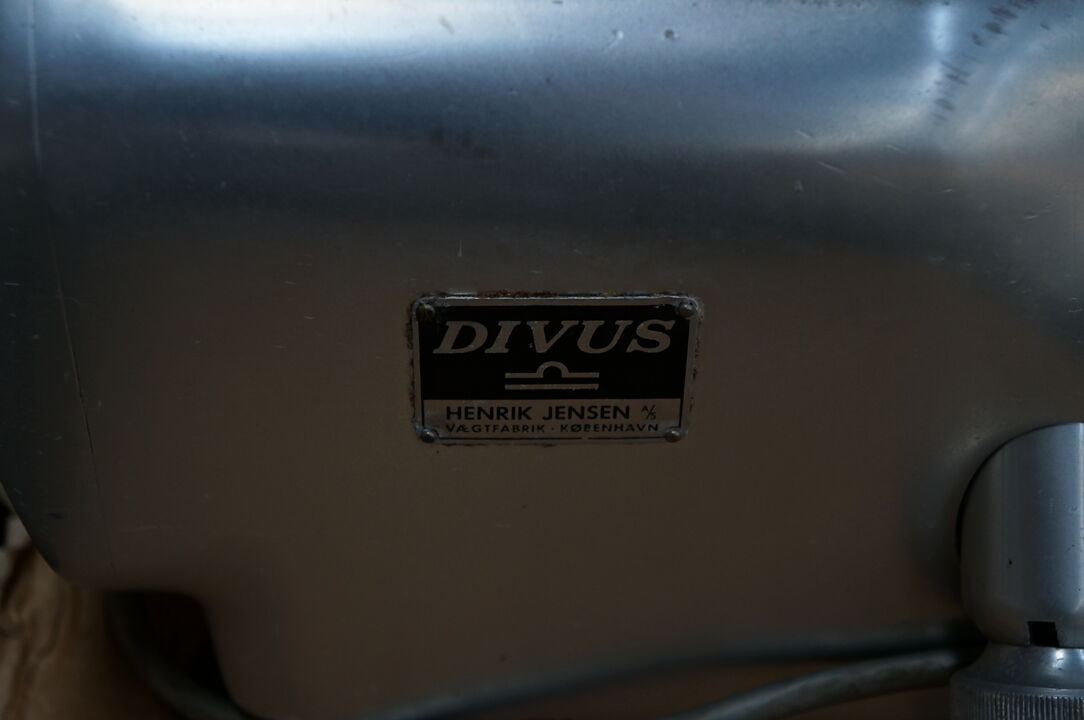 DIVUS
HENRIK JENSEN A/S
VÆGTFABRIK · KØBENHAVN